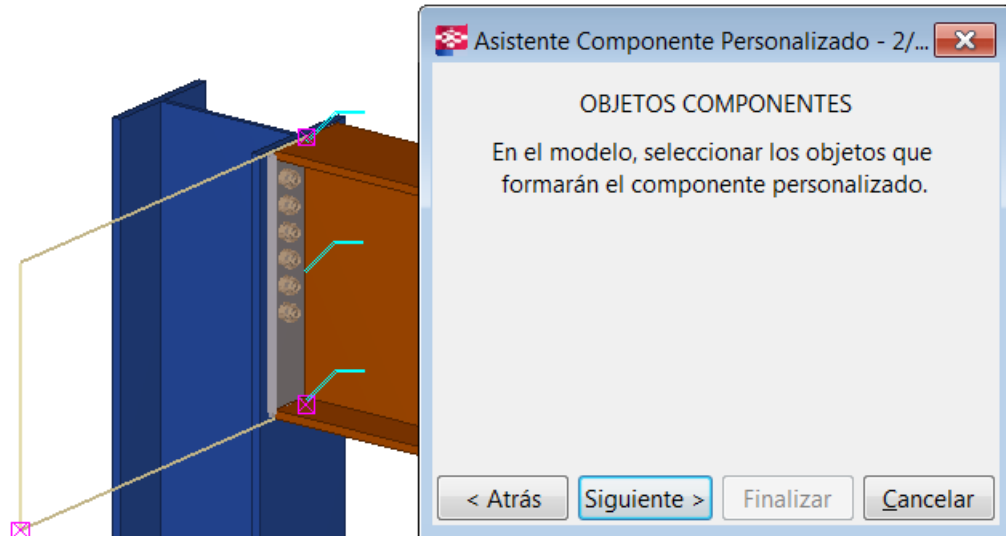 Asistente Componente Personalizado - 2/...
OBJETOS COMPONENTES
En el modelo, seleccionar los objetos que
formarán el componente personalizado.
< Atrás Siguiente > Finalizar Cancelar